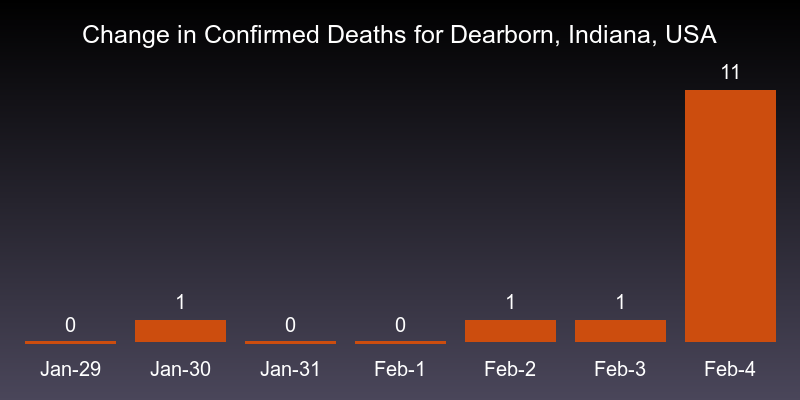 Change in Confirmed Deaths for Dearborn, Indiana, USA
11
0 1 0 0 1 1
Jan-29 Jan-30 Jan-31 Feb-1 Feb-2 Feb-3 Feb-4